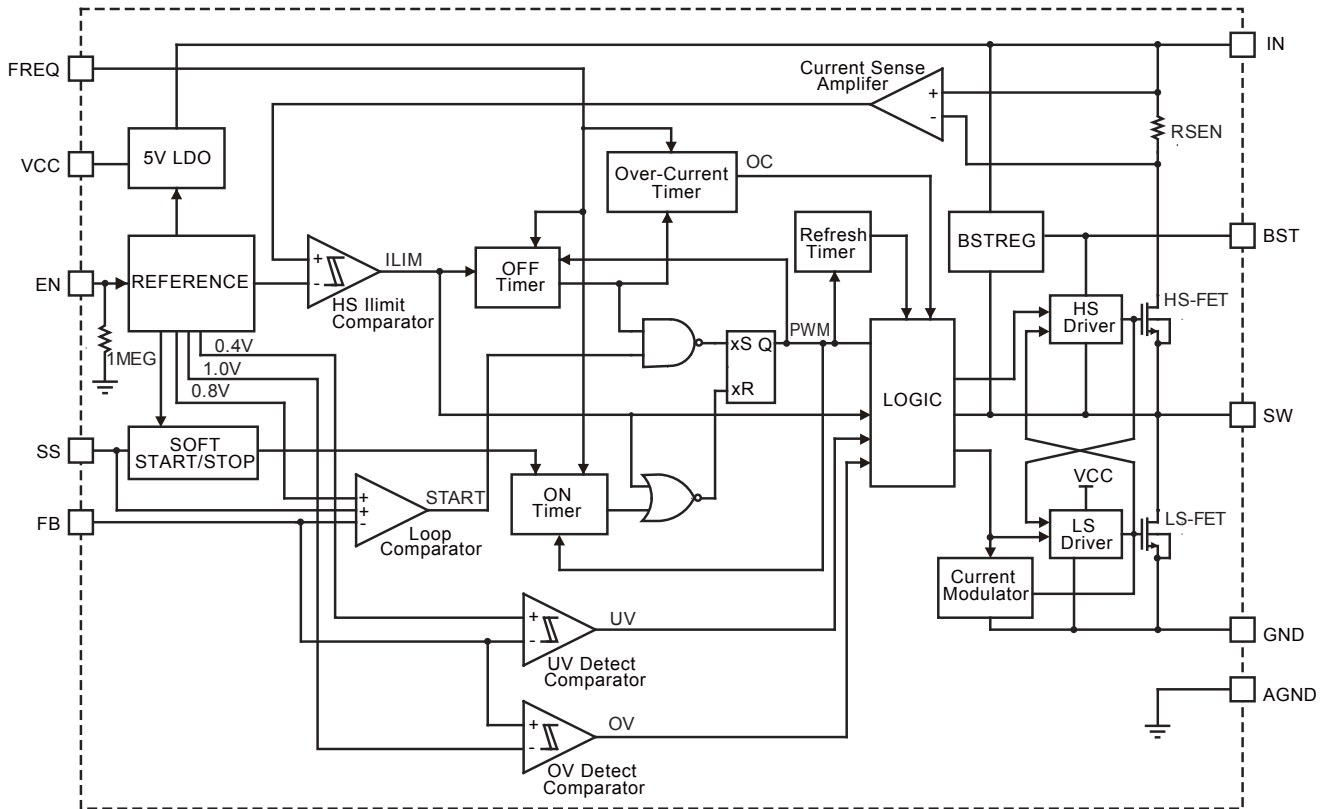 IN
FREQ
Current Sense
Amplifer
+
-
RSEN
VCC
5V LDO
Over-Current
Timer
OC
BSTREG
BST
Refresh
Timer
EN
REFERENCE
+
-
ILIM
HS Ilimit
Comparator
OFF
Timer
HS
Driver
HS-FET
1MEG
0.4V
1.0V
0.8V
xS Q
xR
PWM
LOGIC
SW
SS
SOFT
START/STOP
FB
+
+
-
START
Loop
Comparator
ON
Timer
VCC
LS
Driver
LS-FET
Current
Modulator
+
-
UV
UV Detect
Comparator
GND
AGND
+
-
OV
OV Detect
Comparator